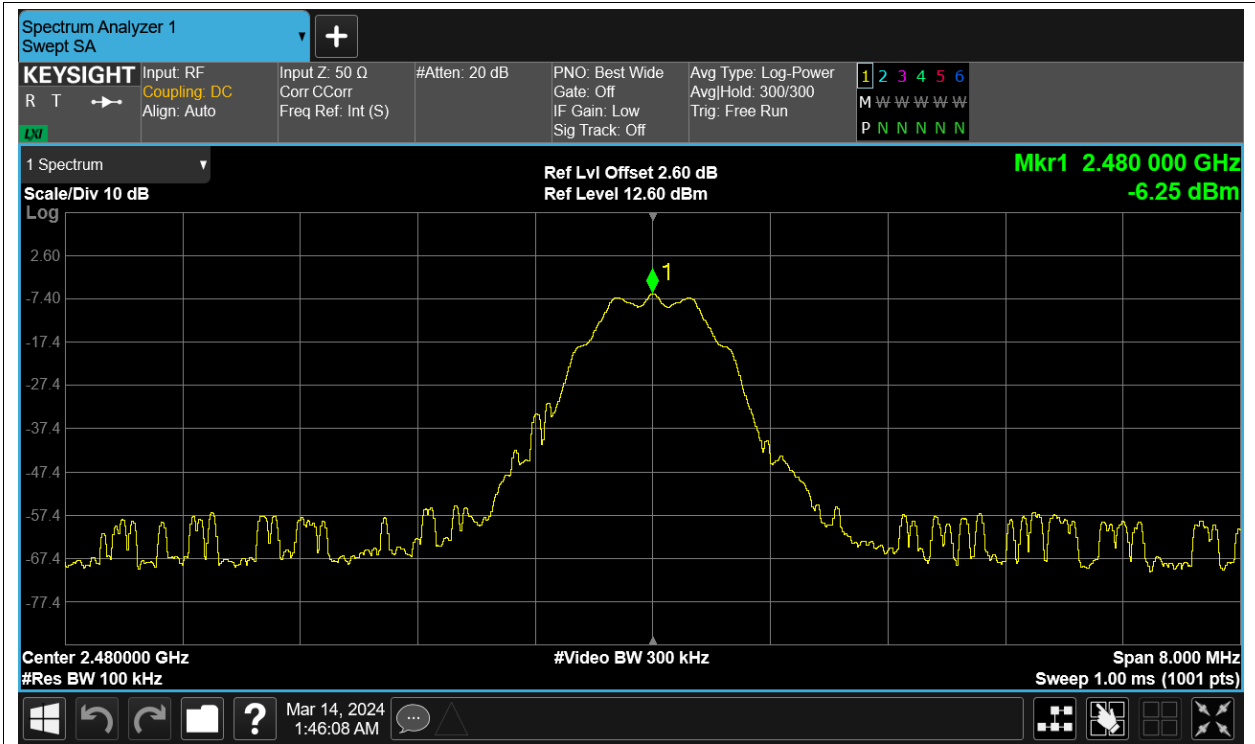 Spectrum Analyzer 1
Swept SA
KEYSIGHT
R T
LXI
Input: RF
Coupling: DC
Align: Auto
Input Z: 50 Ω
Corr CCorr
Freq Ref: Int (S)
#Atten: 20 dB
PNO: Best Wide
Gate: Off
IF Gain: Low
Sig Track: Off
Avg Type: Log-Power
Avg|Hold: 300/300
Trig: Free Run
1 2 3 4 5 6
M W W W W W
P N N N N N
1 Spectrum
Scale/Div 10 dB
Log
Ref Lvl Offset 2.60 dB
Ref Level 12.60 dBm
Mkr1 2.480 000 GHz
-6.25 dBm
1
2.60
-7.40
-17.4
-27.4
-37.4
-47.4
-57.4
-67.4
-77.4
Center 2.480000 GHz
#Video BW 300 kHz
Span 8.000 MHz
#Res BW 100 kHz
Sweep 1.00 ms (1001 pts)
?
Mar 14, 2024
1:46:08 AM